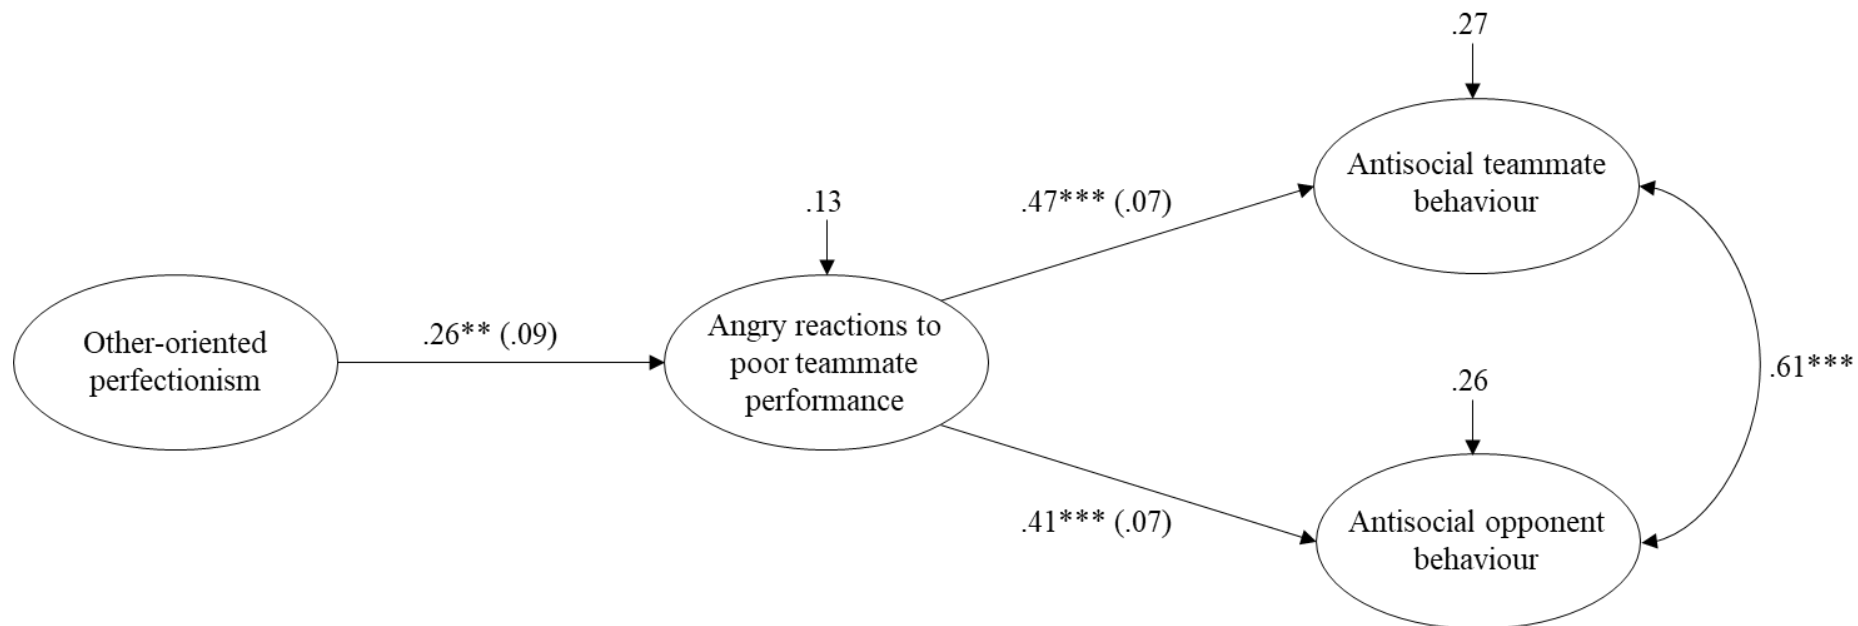 Other-oriented
perfectionism
.26** (.09)
.13
Angry reactions to
poor teammate
performance
.47*** (.07)
.41*** (.07)
.27
Antisocial teammate
behaviour
.26
Antisocial opponent
behaviour
.61***